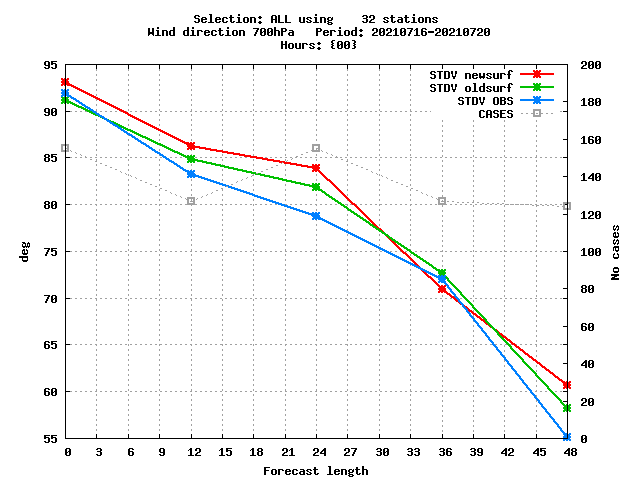 Selection: ALL using    32 stations
Wind direction 700hPa   Period: 20210716-20210720
Hours: {00}
STDV newsurf
STDV oldsurf
STDV OBS
CASES
95
90
85
80
75
70
65
60
55
deg
200
180
160
140
120
100
80
60
40
20
0
No cases
0 3 6 9 12 15 18 21 24 27 30 33 36 39 42 45 48
Forecast length